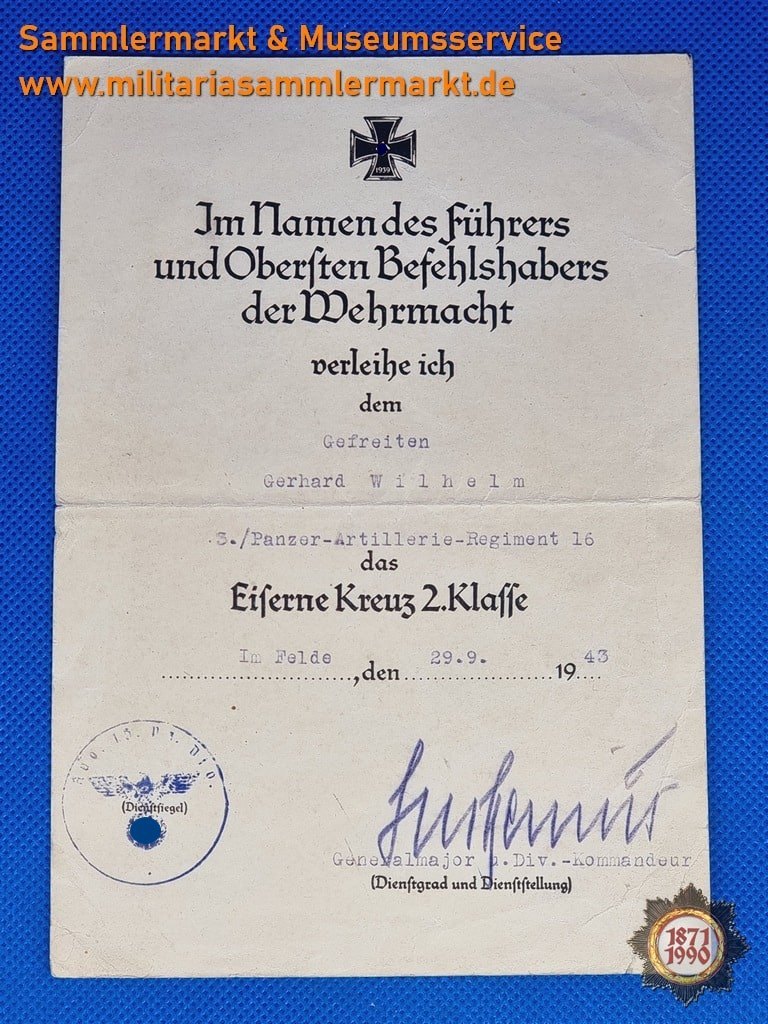 Sammlermarkt & Museumsservice
www.militariasammlermarkt.de
1939
Im Namen des Führers
und Obersten Befehlshabers
der Wehrmacht
verleihe ich
dem
Gefreiten
Gerhard Wilhelm
3./Panzer-Artillerie-Regiment 16
das
Eiserne Kreuz 2.Klasse
Im Felde, den 29.9. 1943
(Dienstsiegel)
Generalmajor u.Div.-Kommandeur
(Dienstgrad und Dienststellung)
1871
1990